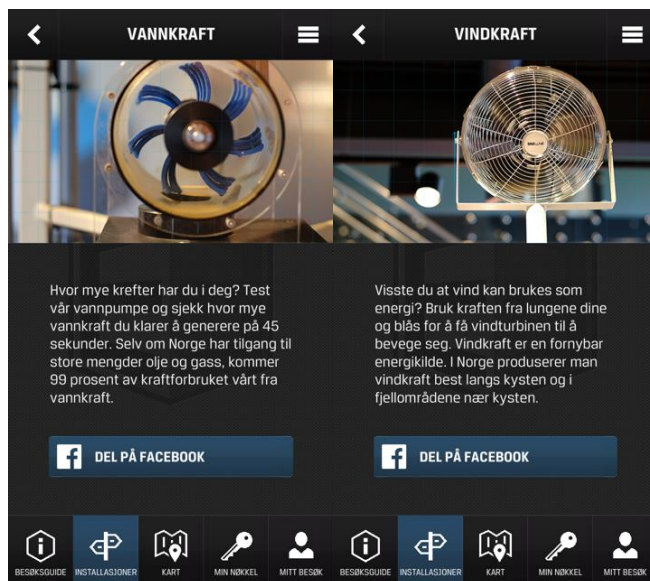 VANNKRAFT
Hvor mye krefter har du i deg? Test
vår vannpumpe og sjekk hvor mye
vannkraft du klarer å generere på 45
sekunder. Selv om Norge har tilgang til
store mengder olje og gass, kommer
99 prosent av kraftforbruket vårt fra
vannkraft.
DEL PÅ FACEBOOK
BESØKSGUIDE INSTALLASJONER KART MIN NØKKEL MITT BESØK
VINDKRAFT
Visste du at vind kan brukes som
energi? Bruk kraften fra lungene dine
og blås for å få vindturbinen til å
bevege seg. Vindkraft er en fornybar
energikilde. I Norge produserer man
vindkraft best langs kysten og i
fjellområdene nær kysten.
DEL PÅ FACEBOOK
BESØKSGUIDE INSTALLASJONER KART MIN NØKKEL MITT BESØK